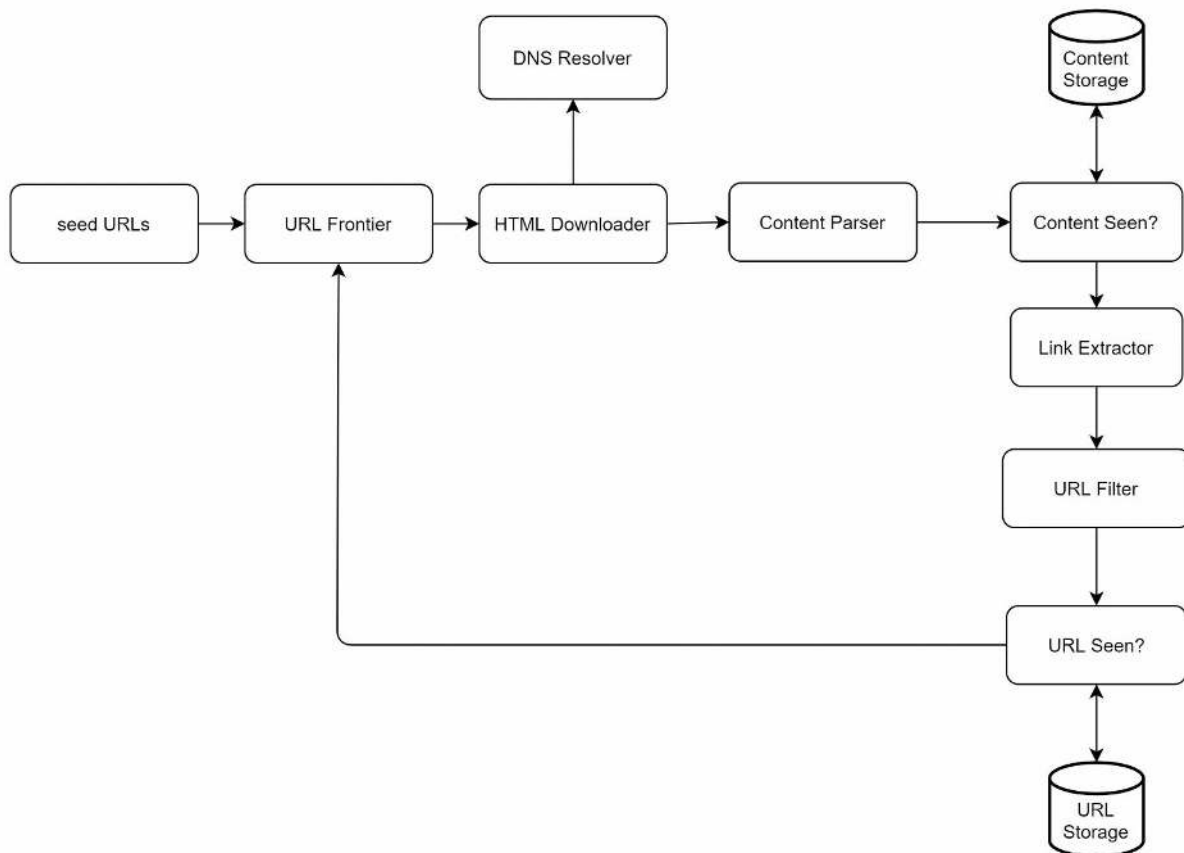 DNS Resolver
Content
Storage
seed URLs
URL Frontier
HTML Downloader
Content Parser
Content Seen?
Link Extractor
URL Filter
URL Seen?
URL
Storage